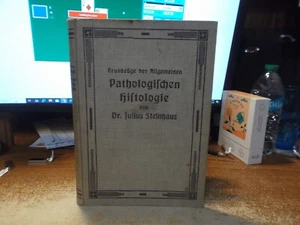 Grundzüge der Allgemeinen
Pathologischen
Histologie
von
Dr. Julius Steinhaus